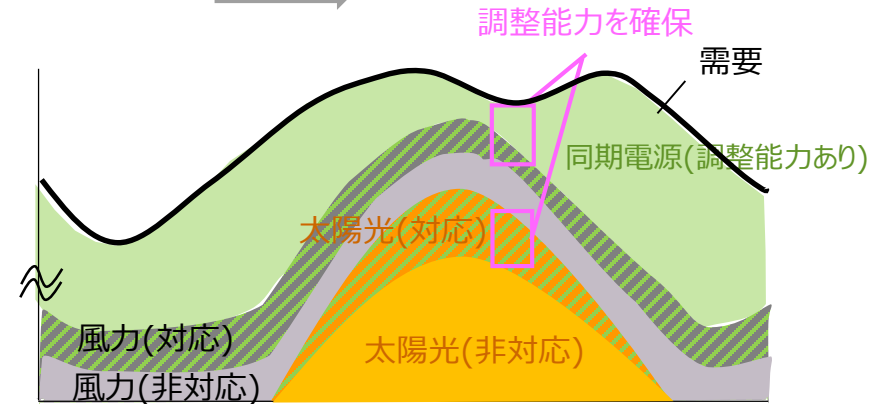 調整能力を確保
需要
同期電源(調整能力あり)
太陽光(対応)
風力(対応)
太陽光(非対応)
風力(非対応)